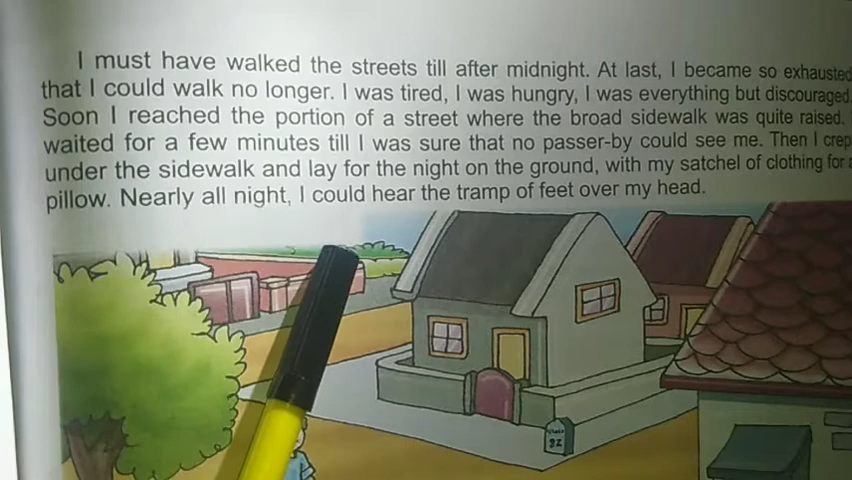 I must have walked the streets till after midnight. At last, I became so exhausted
that I could walk no longer. I was tired, I was hungry, I was everything but discouraged.
Soon I reached the portion of a street where the broad sidewalk was quite raised.
waited for a few minutes till I was sure that no passer-by could see me. Then I crep
under the sidewalk and lay for the night on the ground, with my satchel of clothing for a
pillow. Nearly all night, I could hear the tramp of feet over my head.
82